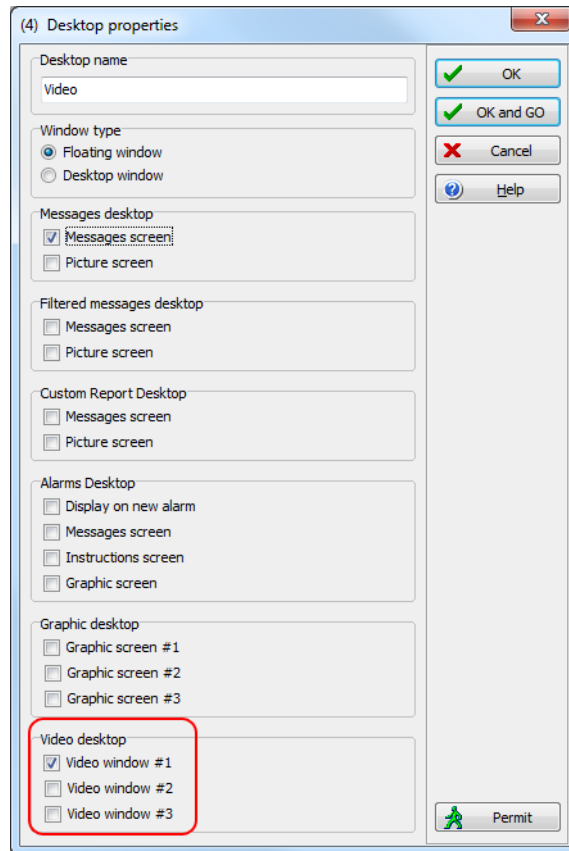 (4) Desktop properties
Desktop name
Video
Window type
Floating window
Desktop window
Messages desktop
Messages screen
Picture screen
Filtered messages desktop
Messages screen
Picture screen
Custom Report Desktop
Messages screen
Picture screen
Alarms Desktop
Display on new alarm
Messages screen
Instructions screen
Graphic screen
Graphic desktop
Graphic screen #1
Graphic screen #2
Graphic screen #3
Video desktop
Video window #1
Video window #2
Video window #3
OK
OK and GO
Cancel
Help
Permit